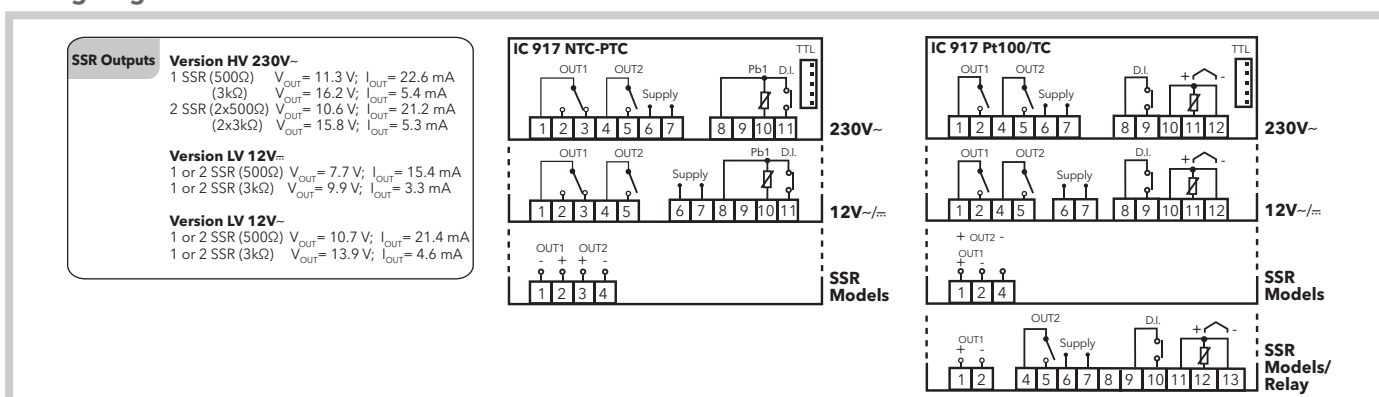 SSR Outputs
Version HV 230V~
1 SSR (500Ω) VOUT= 11.3 V; IOUT= 22.6 mA
(3kΩ) VOUT= 16.2 V; IOUT= 5.4 mA
2 SSR (2x500Ω) VOUT= 10.6 V; IOUT= 21.2 mA
(2x3kΩ) VOUT= 15.8 V; IOUT= 5.3 mA
Version LV 12V⎓
1 or 2 SSR (500Ω) VOUT= 7.7 V; IOUT= 15.4 mA
1 or 2 SSR (3kΩ) VOUT= 9.9 V; IOUT= 3.3 mA
Version LV 12V~
1 or 2 SSR (500Ω) VOUT= 10.7 V; IOUT= 21.4 mA
1 or 2 SSR (3kΩ) VOUT= 13.9 V; IOUT= 4.6 mA
IC 917 NTC-PTC TTL
OUT1 OUT2 Pb1 D.I.
Supply
1 2 3 4 5 6 7 8 9 10 11 230V~
OUT1 OUT2 Pb1 D.I.
Supply
1 2 3 4 5 6 7 8 9 10 11 12V~/⎓
OUT1 OUT2
- + + -
1 2 3 4
SSR
Models
IC 917 Pt100/TC TTL
OUT1 OUT2 D.I. + -
Supply
1 2 4 5 6 7 8 9 10 11 12 230V~
OUT1 OUT2 D.I. + -
Supply
1 2 4 5 6 7 8 9 10 11 12 12V~/⎓
+ OUT2 -
OUT1
+ -
1 2 4
SSR
Models
OUT2 D.I. + -
OUT1 Supply
+ -
1 2 4 5 6 7 8 9 10 11 12 13
SSR
Models/
Relay